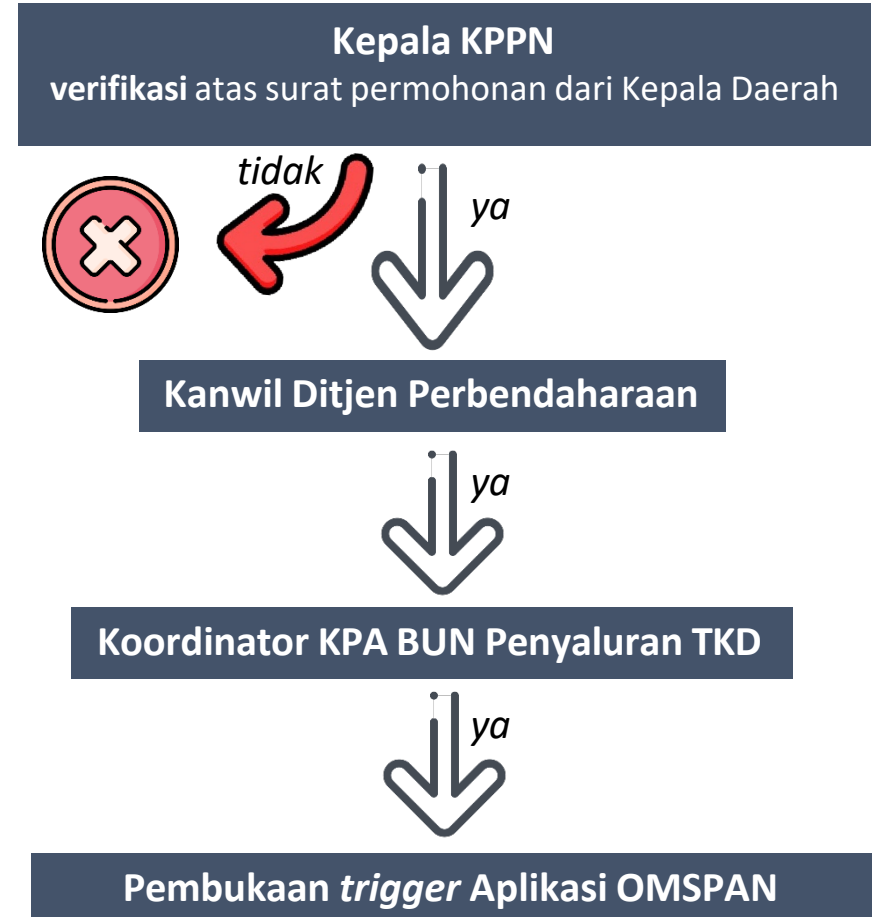 Kepala KPPN
verifikasi atas surat permohonan dari Kepala Daerah
tidak
ya
Kanwil Ditjen Perbendaharaan
ya
Koordinator KPA BUN Penyaluran TKD
ya
Pembukaan trigger Aplikasi OMSPAN